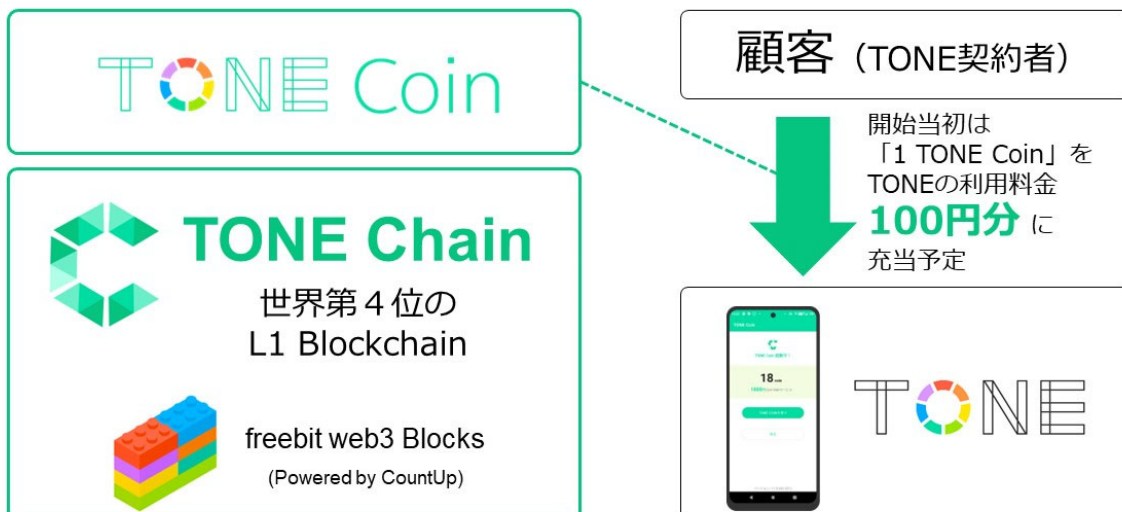 TONE Coin
TONE Chain
世界第４位の
L1 Blockchain
freebit web3 Blocks
(Powered by CountUp)
顧客（TONE契約者）
開始当初は
「1 TONE Coin」を
TONEの利用料金
100円分 に
充当予定
TONE Coin
18
TONE